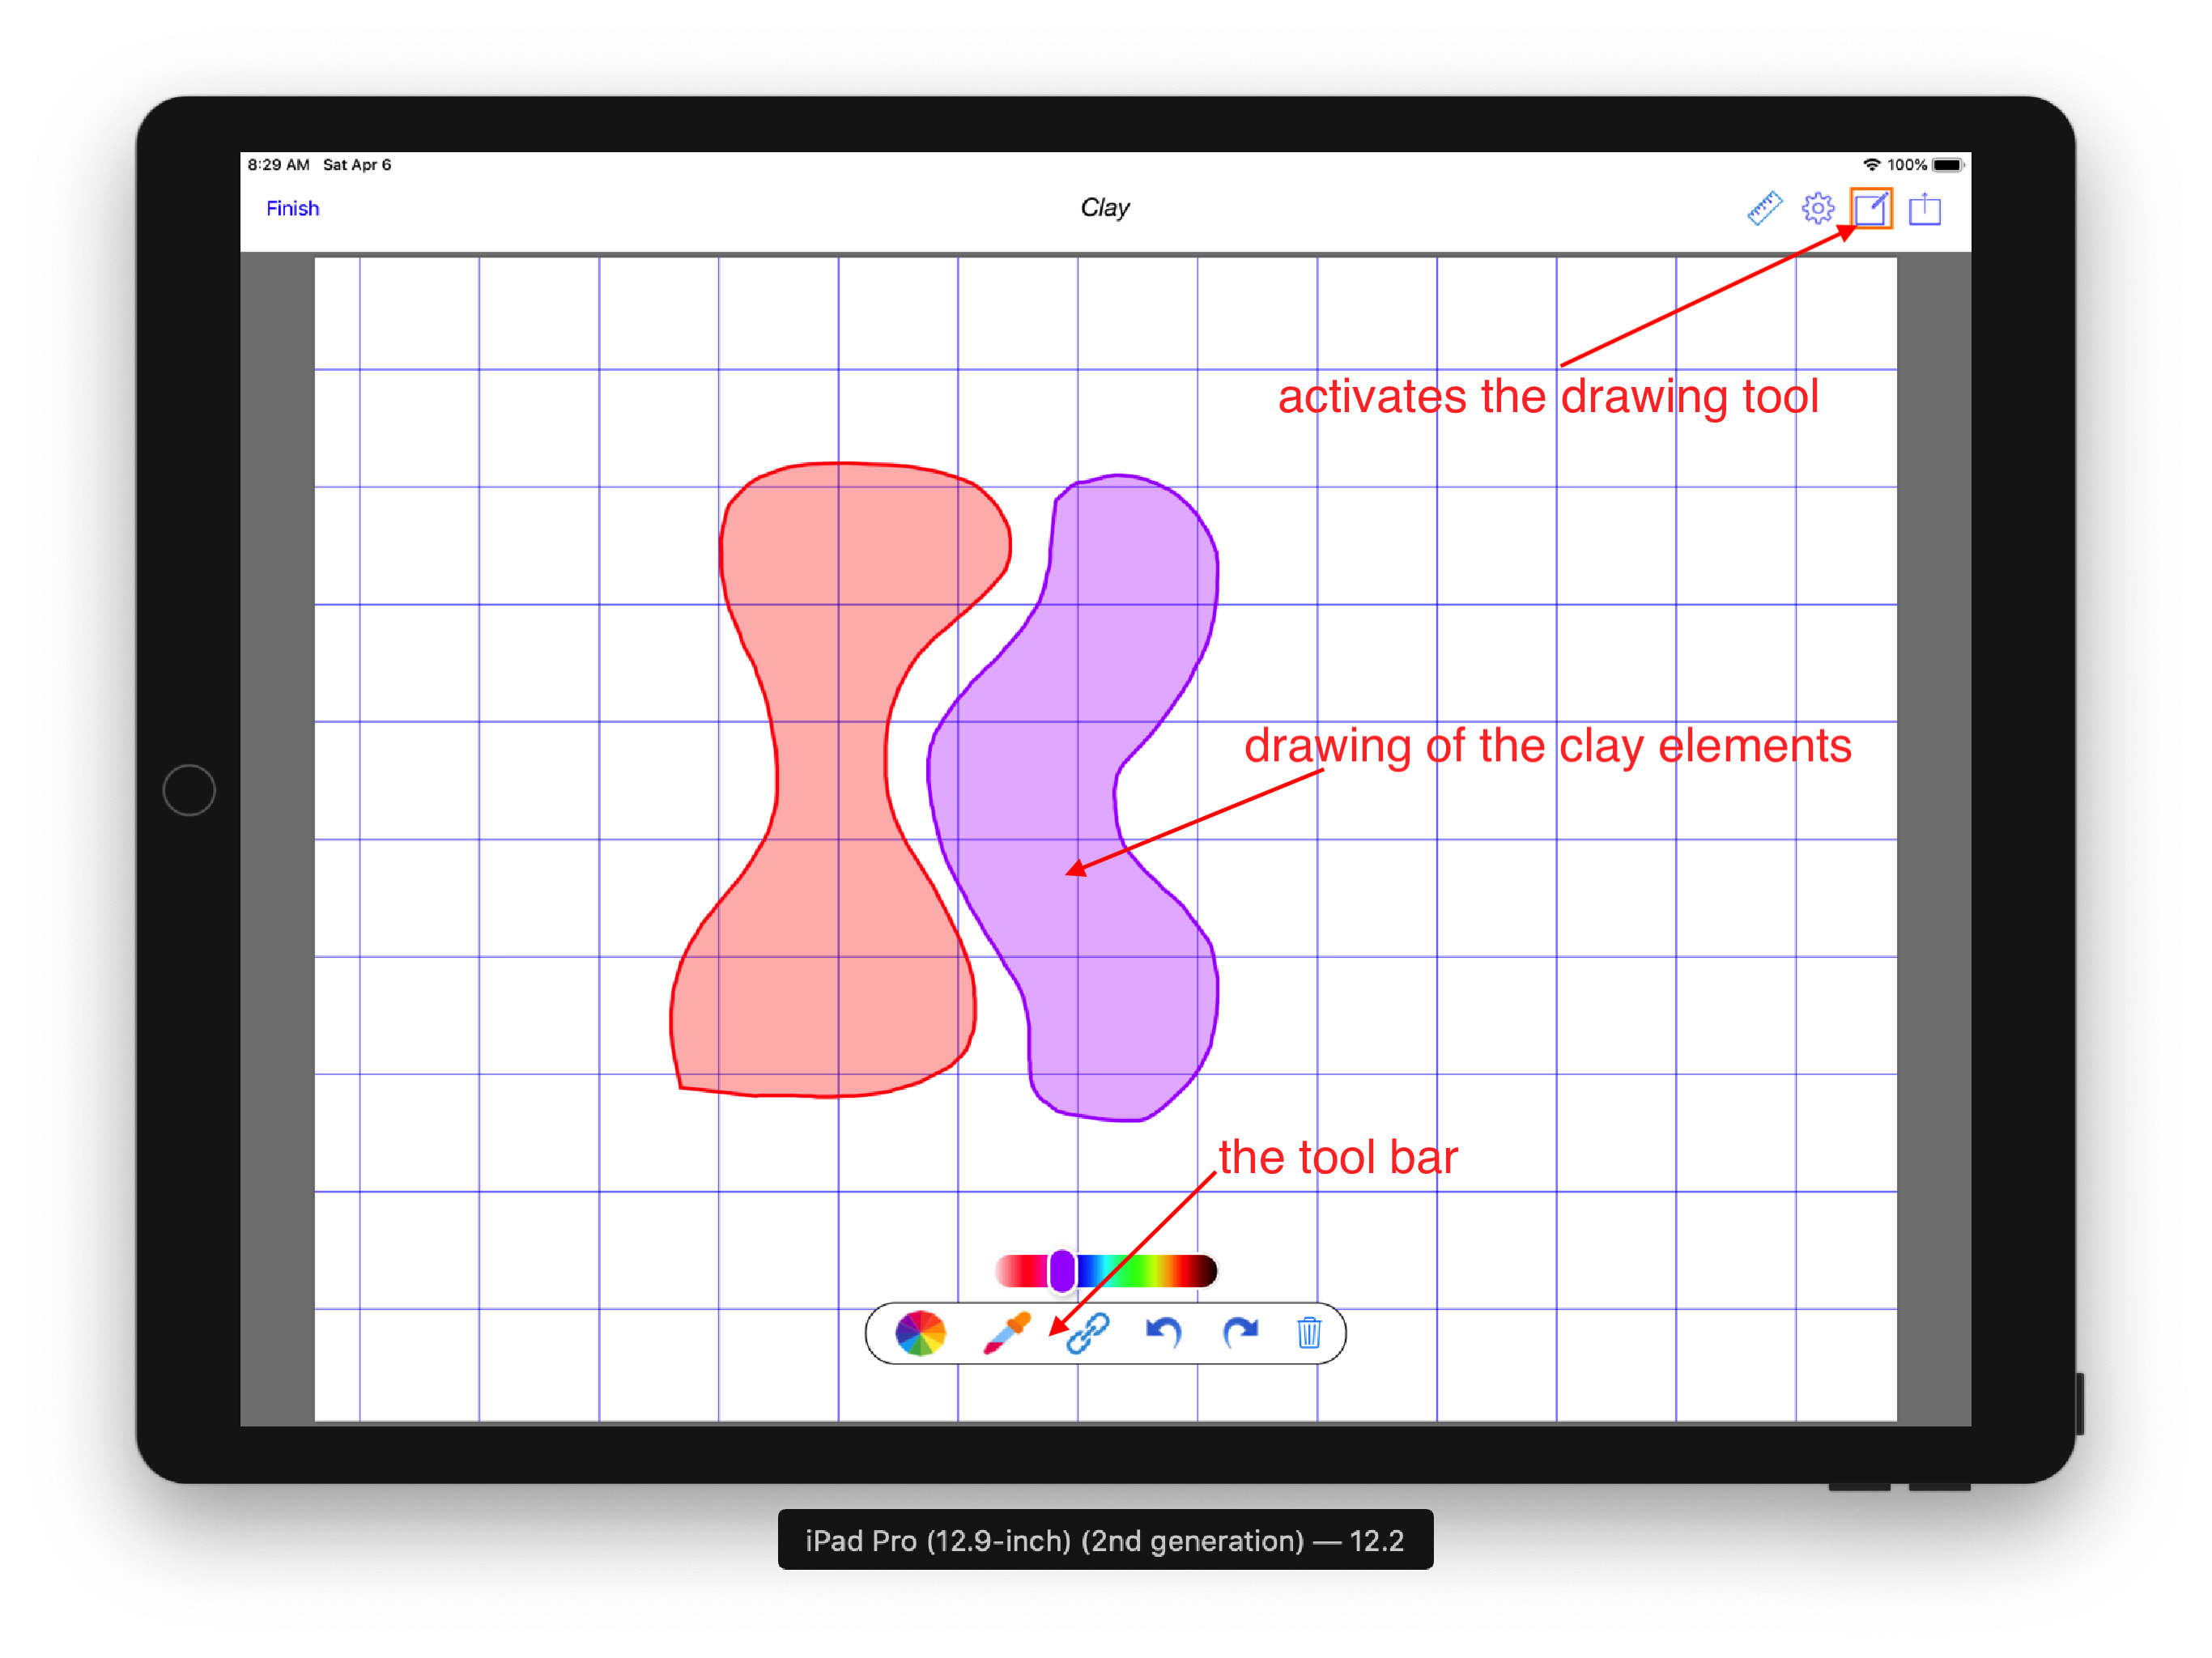 8:29 AM Sat Apr 6
100%
Finish
Clay
activates the drawing tool
drawing of the clay elements
the tool bar
iPad Pro (12.9-inch) (2nd generation) — 12.2